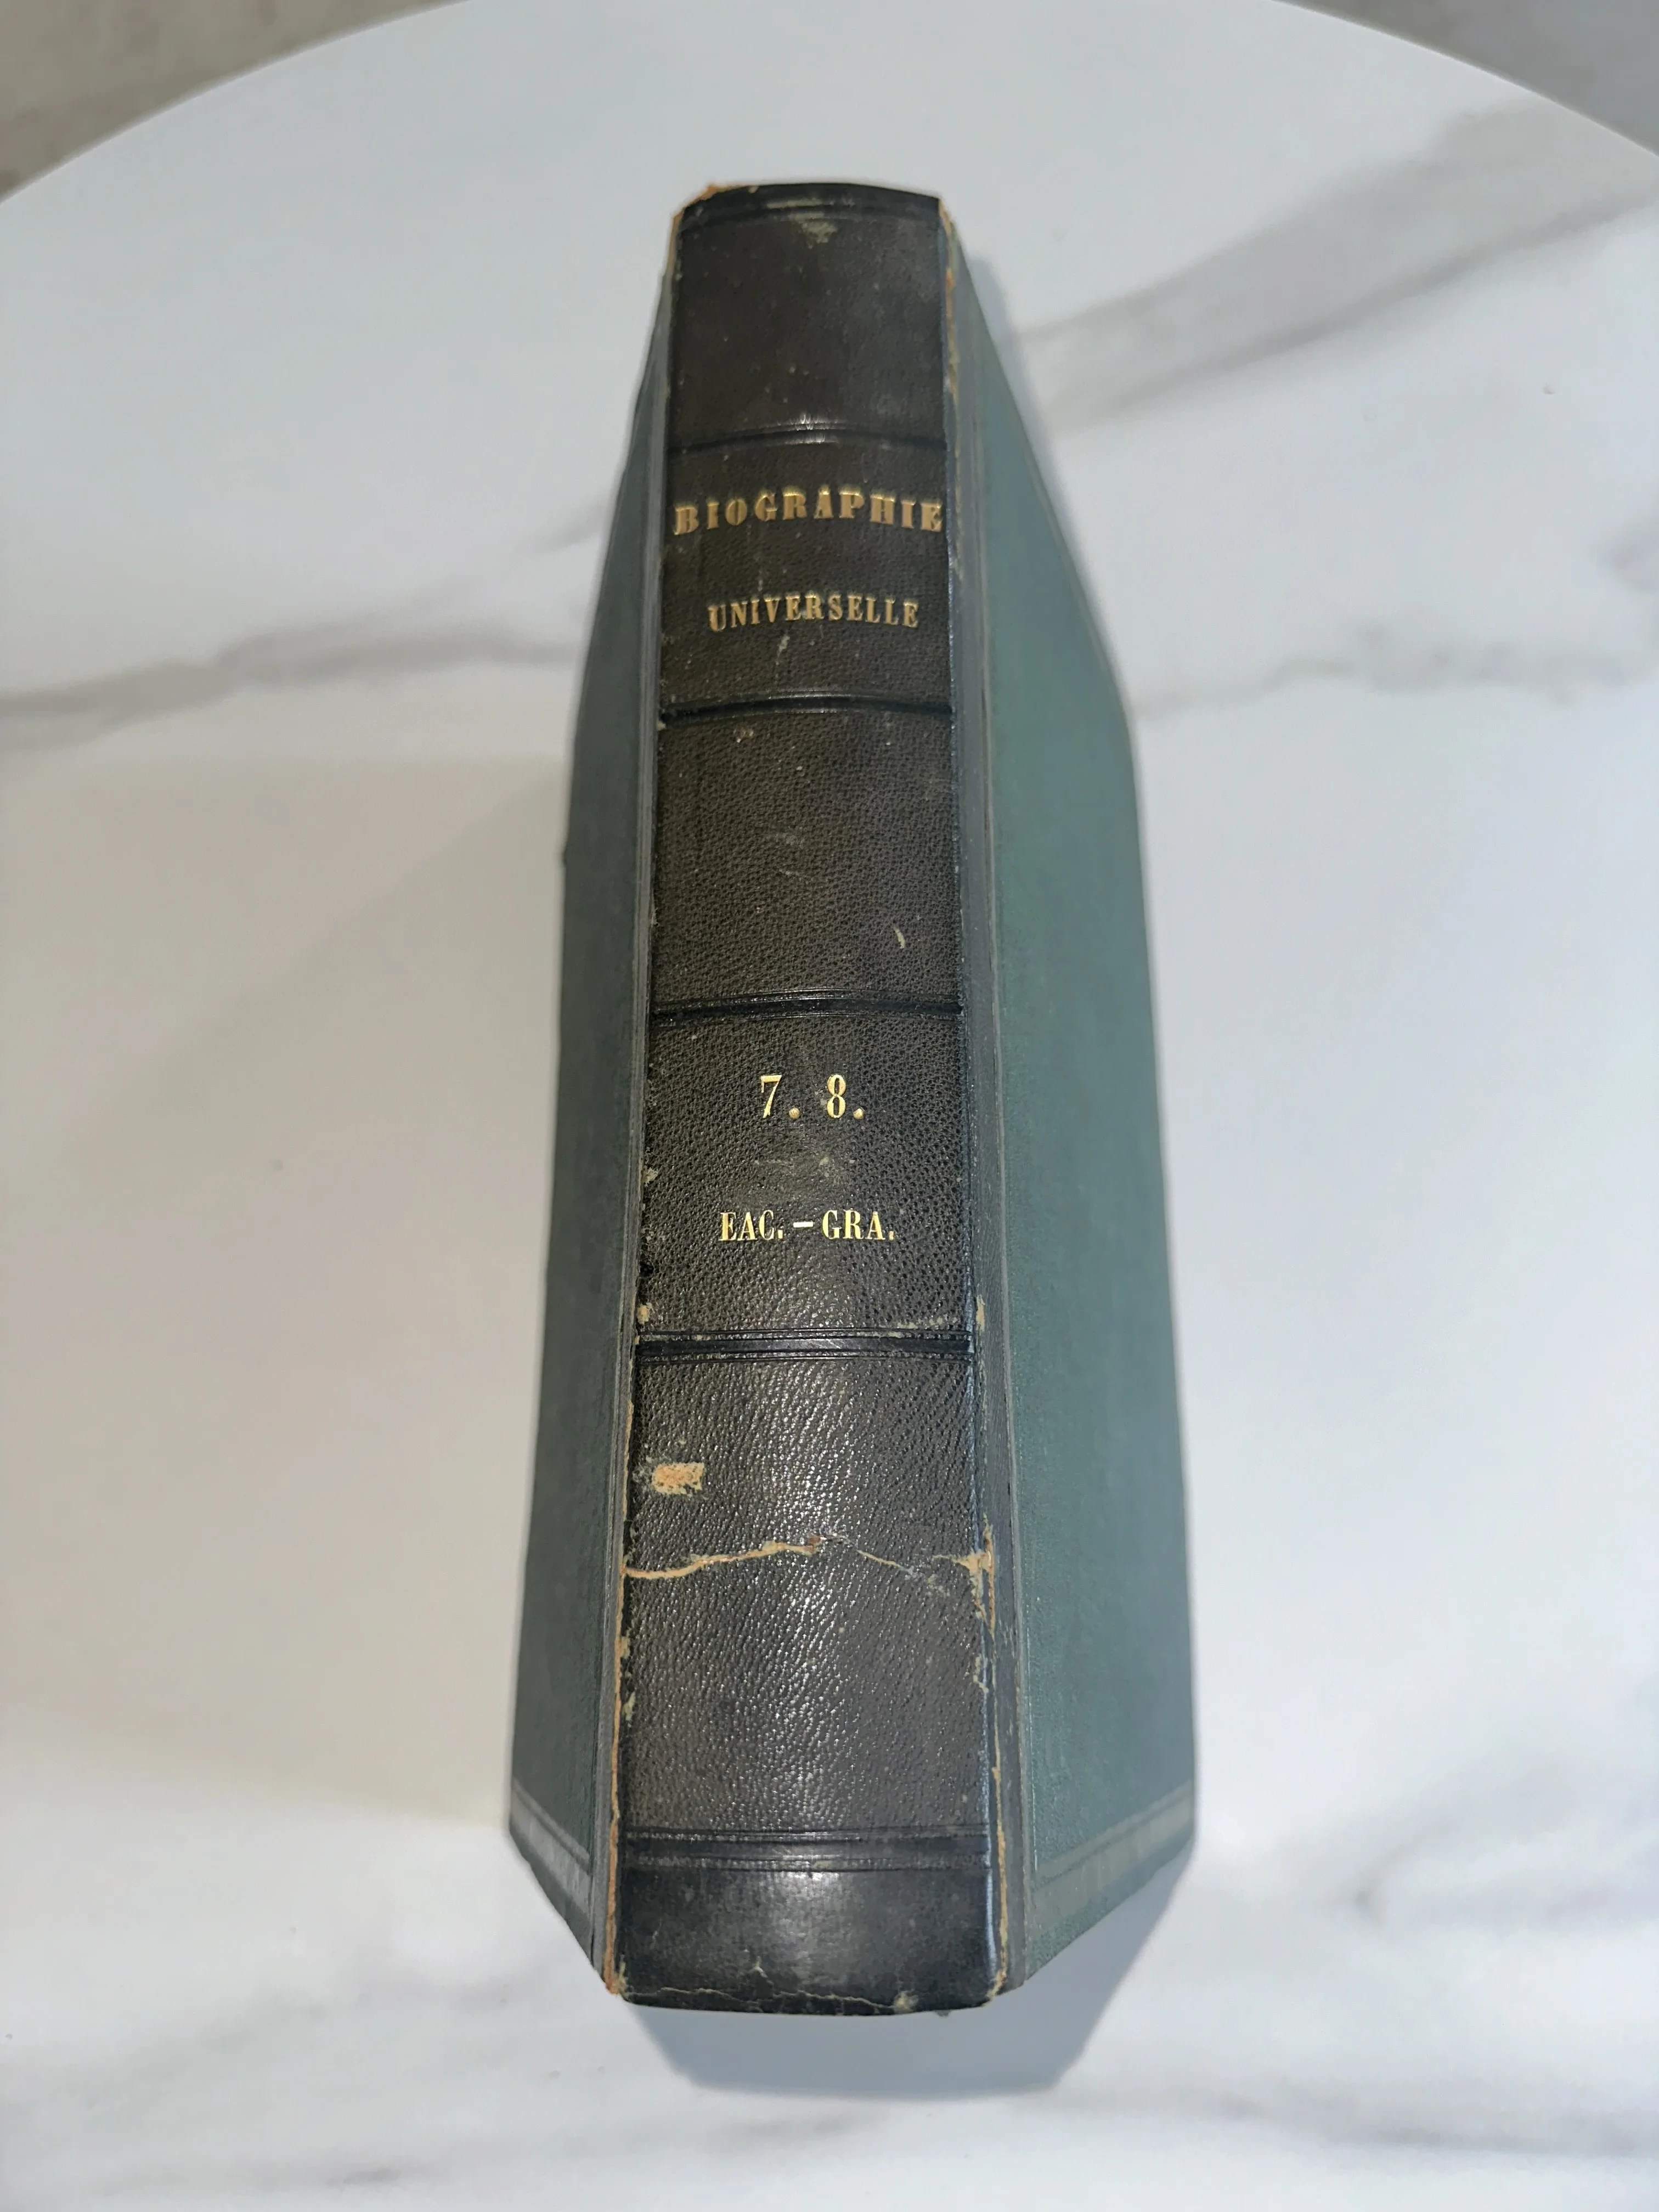 BIOGRAPHIE
UNIVERSELLE
7. 8.
EAC. – GRA.